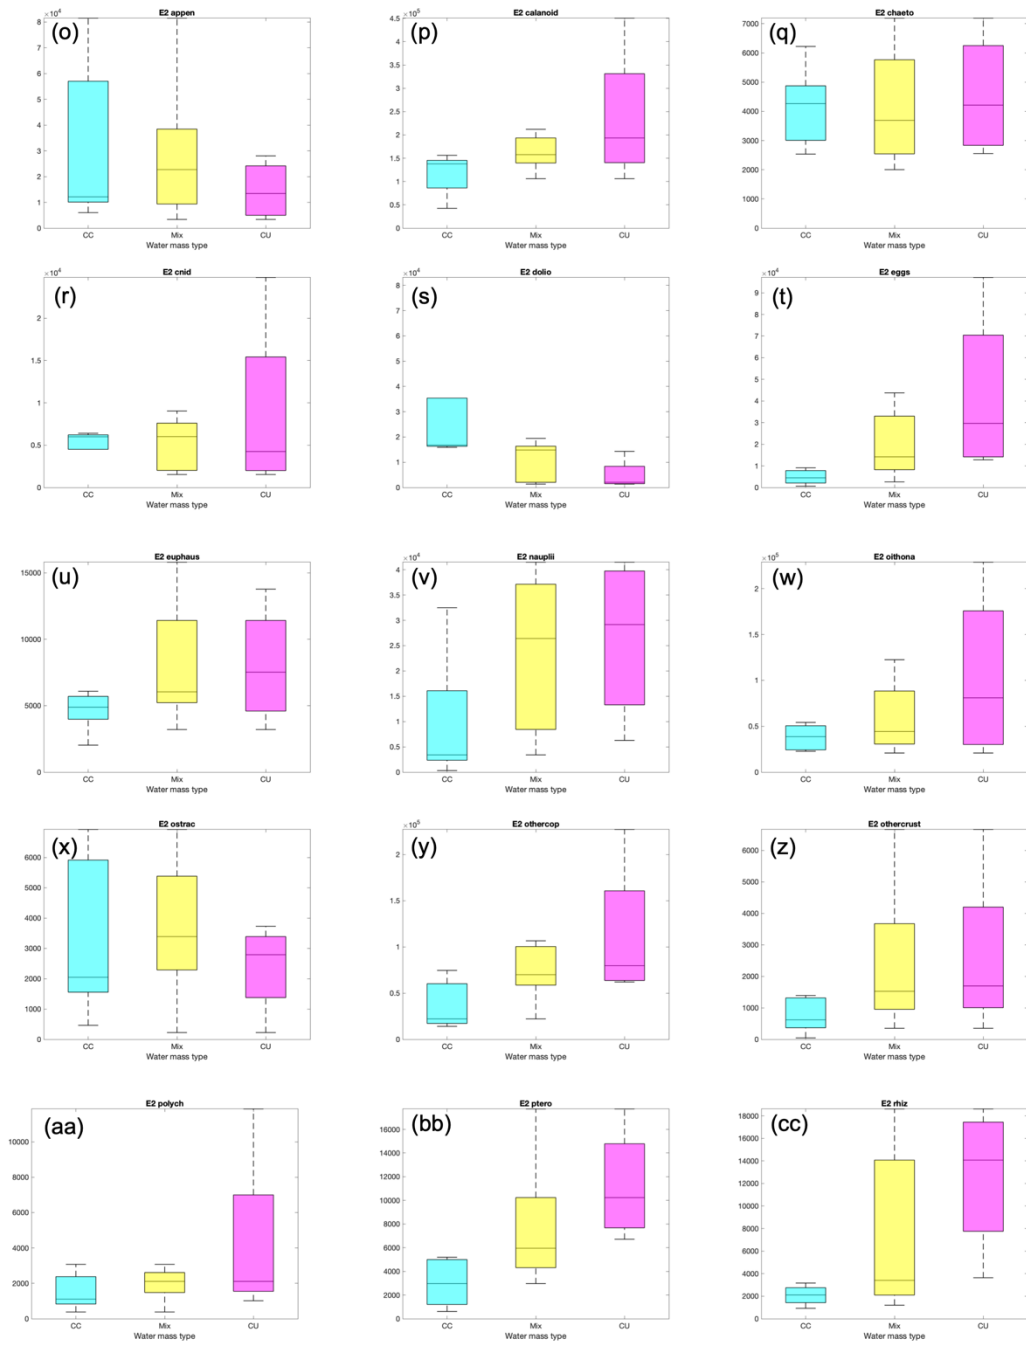 E2 appen
(o)
×10⁴
8
7
6
5
4
3
2
1
0
CC Mix CU
Water mass type
E2 calanoid
(p)
×10⁵
4.5
4
3.5
3
2.5
2
1.5
1
0.5
0
CC Mix CU
Water mass type
E2 chaeto
(q)
7000
6000
5000
4000
3000
2000
1000
0
CC Mix CU
Water mass type
E2 cnid
(r)
×10⁴
2
1.5
1
0.5
0
CC Mix CU
Water mass type
E2 dolio
(s)
×10⁴
8
7
6
5
4
3
2
1
0
CC Mix CU
Water mass type
E2 eggs
(t)
×10⁴
9
8
7
6
5
4
3
2
1
0
CC Mix CU
Water mass type
E2 euphaus
(u)
15000
10000
5000
0
CC Mix CU
Water mass type
E2 nauplii
(v)
×10⁴
4
3.5
3
2.5
2
1.5
1
0.5
0
CC Mix CU
Water mass type
E2 oithona
(w)
×10⁵
2
1.5
1
0.5
0
CC Mix CU
Water mass type
E2 ostrac
(x)
6000
5000
4000
3000
2000
1000
0
CC Mix CU
Water mass type
E2 othercop
(y)
×10⁵
2
1.5
1
0.5
0
CC Mix CU
Water mass type
E2 othercrust
(z)
6000
5000
4000
3000
2000
1000
0
CC Mix CU
Water mass type
E2 polych
(aa)
10000
8000
6000
4000
2000
0
CC Mix CU
Water mass type
E2 ptero
(bb)
16000
14000
12000
10000
8000
6000
4000
2000
0
CC Mix CU
Water mass type
E2 rhiz
(cc)
18000
16000
14000
12000
10000
8000
6000
4000
2000
0
CC Mix CU
Water mass type